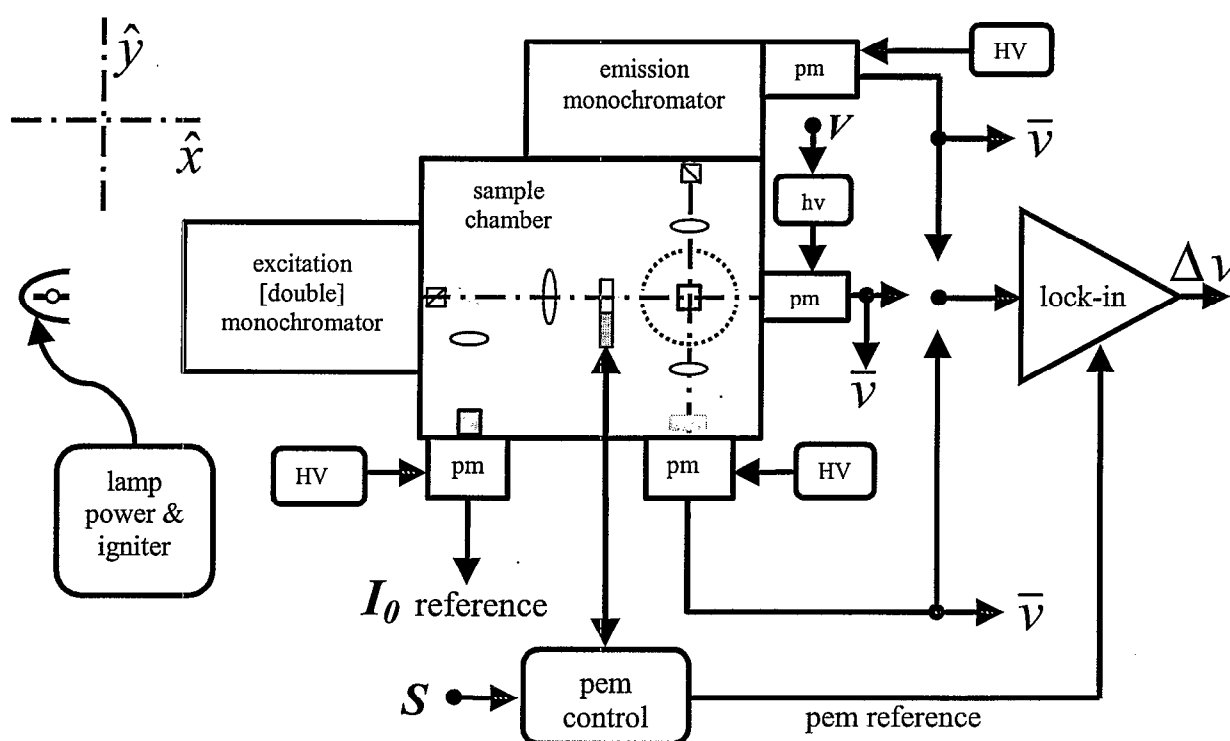 ŷ
x̂
emission
monochromator
pm
HV
v̄
V
hv
sample
chamber
excitation
[double]
monochromator
pm
v̄
lock-in
Δv
lamp
power &
igniter
HV
pm
pm
HV
I₀ reference
v̄
S
pem
control
pem reference